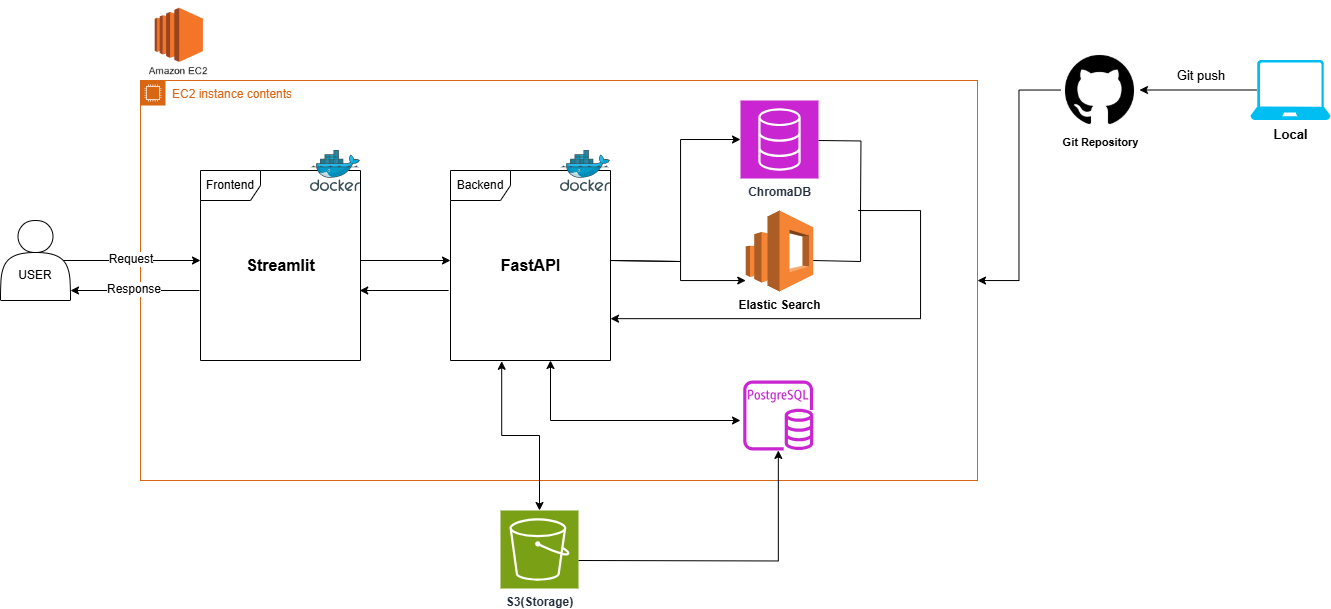 Amazon EC2
EC2 instance contents
Git push
Git Repository
Local
Frontend
docker
Backend
docker
ChromaDB
USER
Request
Response
Streamlit
FastAPI
Elastic Search
PostgreSQL
S3(Storage)